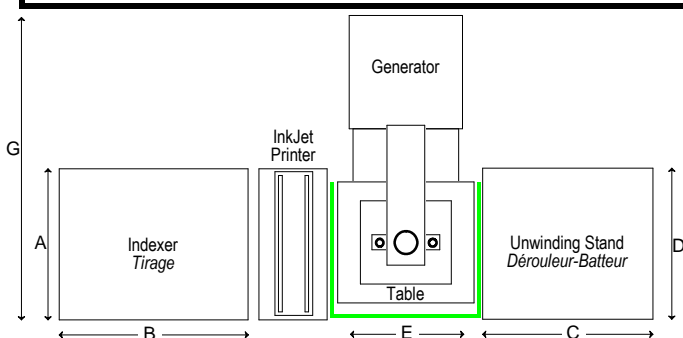 Generator
G
InkJet
Printer
A
Indexer
Tirage
Unwinding Stand
Dérouleur-Batteur
D
Table
B
E
C